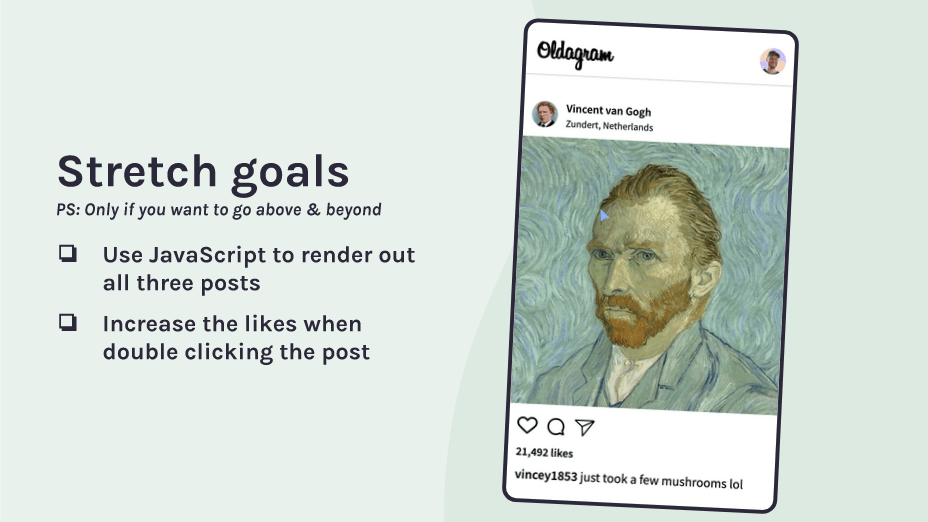 Stretch goals
PS: Only if you want to go above & beyond
❏ Use JavaScript to render out
all three posts
❏ Increase the likes when
double clicking the post
Oldagram
Vincent van Gogh
Zundert, Netherlands
21,492 likes
vincey1853 just took a few mushrooms lol